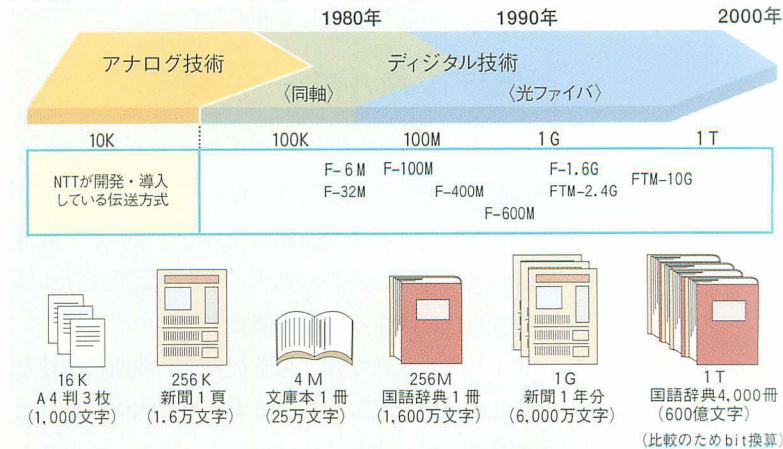 1980年 1990年 2000年
アナログ技術 ディジタル技術
〈同軸〉 〈光ファイバ〉
10K 100K 100M 1G 1T
NTTが開発・導入
している伝送方式
F-6M F-100M F-1.6G
FTM-10G
F-32M F-400M FTM-2.4G
F-600M
16K
A4判3枚
(1,000文字)
256K
新聞1頁
(1.6万文字)
4M
文庫本1冊
(25万文字)
256M
国語辞典1冊
(1,600万文字)
1G
新聞1年分
(6,000万文字)
1T
国語辞典4,000冊
(600億文字)
(比較のためbit換算)